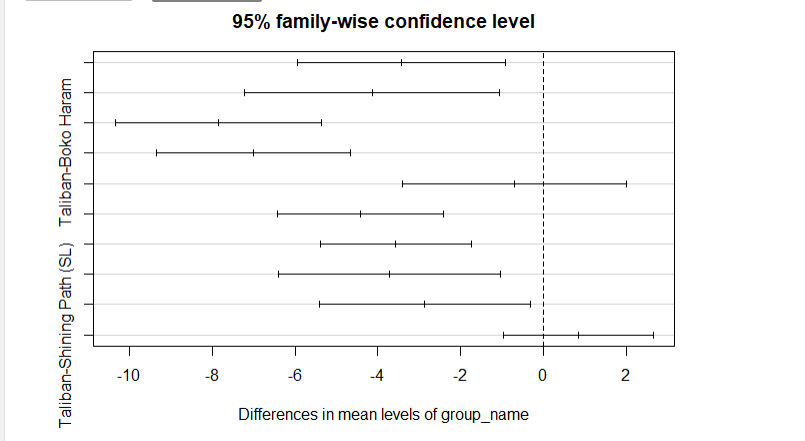 95% family-wise confidence level
Taliban-Boko Haram
Taliban-Shining Path (SL)
-10 -8 -6 -4 -2 0 2
Differences in mean levels of group_name